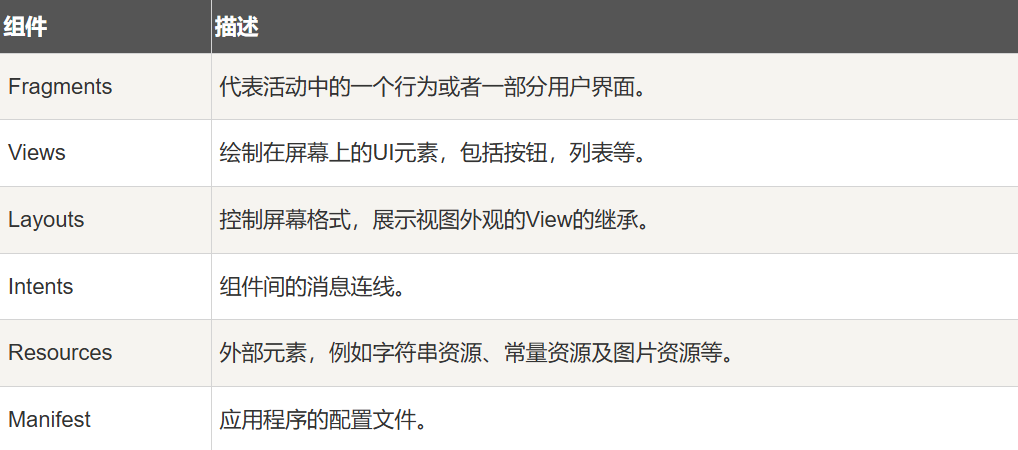 组件 描述
Fragments 代表活动中的一个行为或者一部分用户界面。
Views 绘制在屏幕上的UI元素，包括按钮，列表等。
Layouts 控制屏幕格式，展示视图外观的View的继承。
Intents 组件间的消息连线。
Resources 外部元素，例如字符串资源、常量资源及图片资源等。
Manifest 应用程序的配置文件。